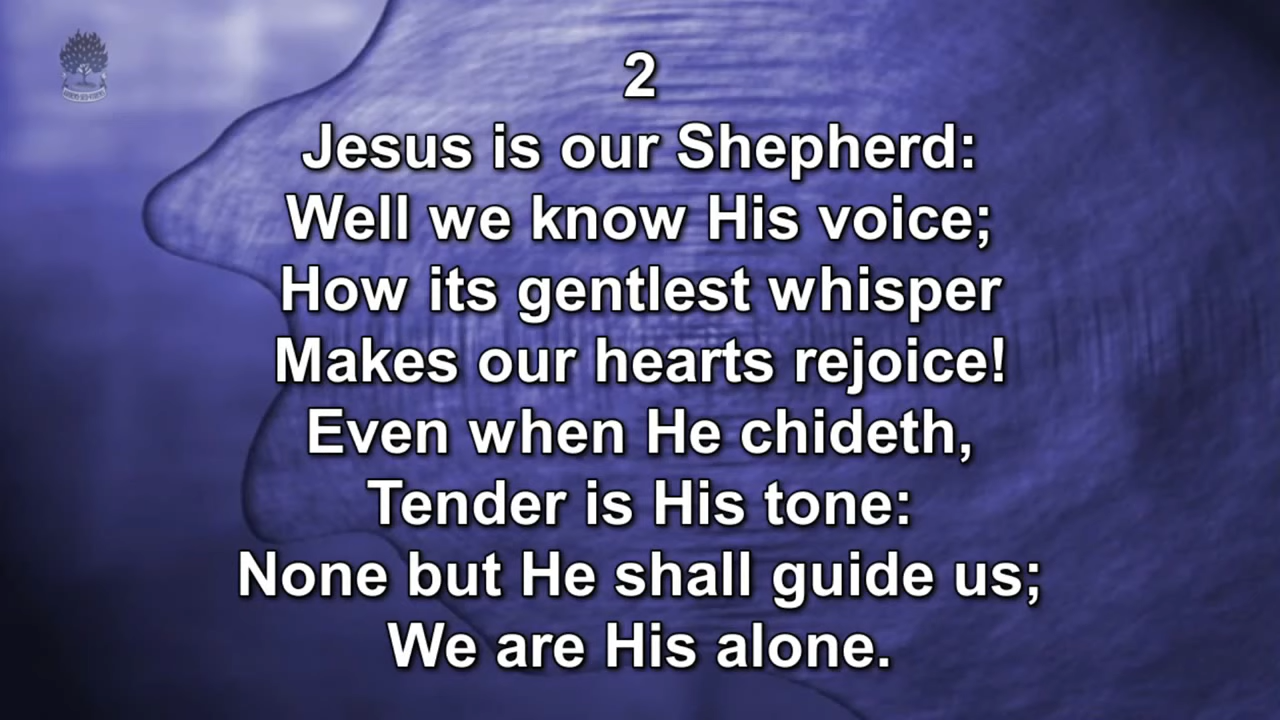 2
Jesus is our Shepherd:
Well we know His voice;
How its gentlest whisper
Makes our hearts rejoice!
Even when He chideth,
Tender is His tone:
None but He shall guide us;
We are His alone.